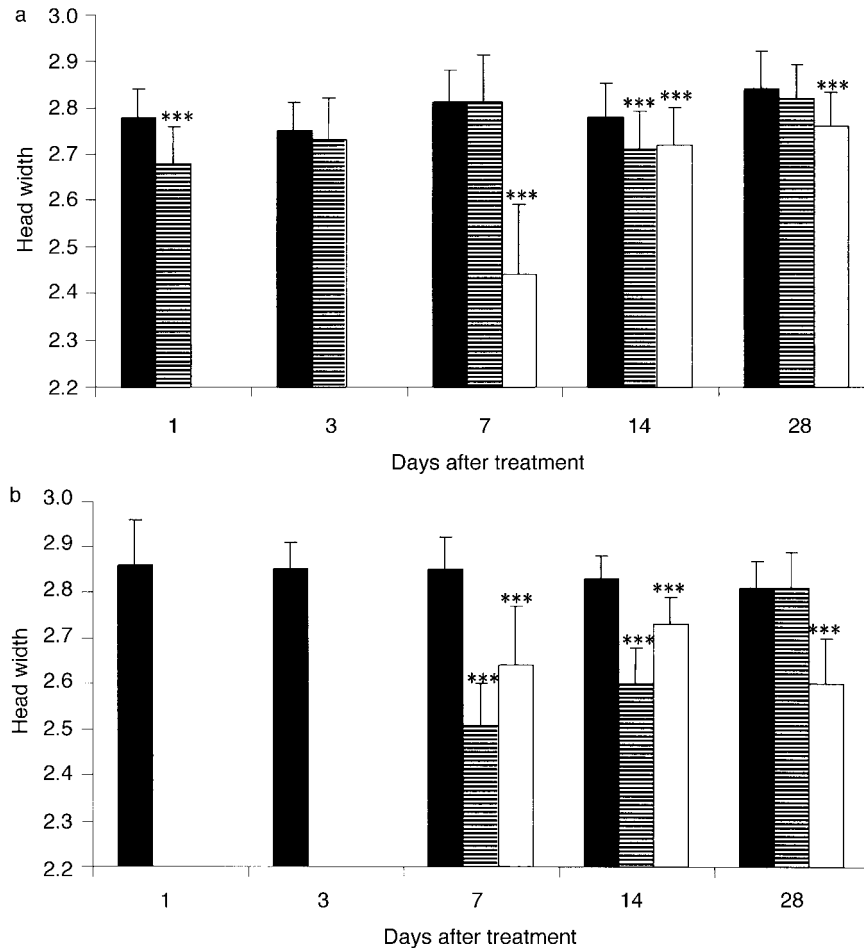 a
3.0
2.9
2.8
2.7
2.6
2.5
2.4
2.3
2.2
Head width
*** *** *** *** ***
1 3 7 14 28
Days after treatment
b
3.0
2.9
2.8
2.7
2.6
2.5
2.4
2.3
2.2
Head width
*** *** *** *** ***
1 3 7 14 28
Days after treatment